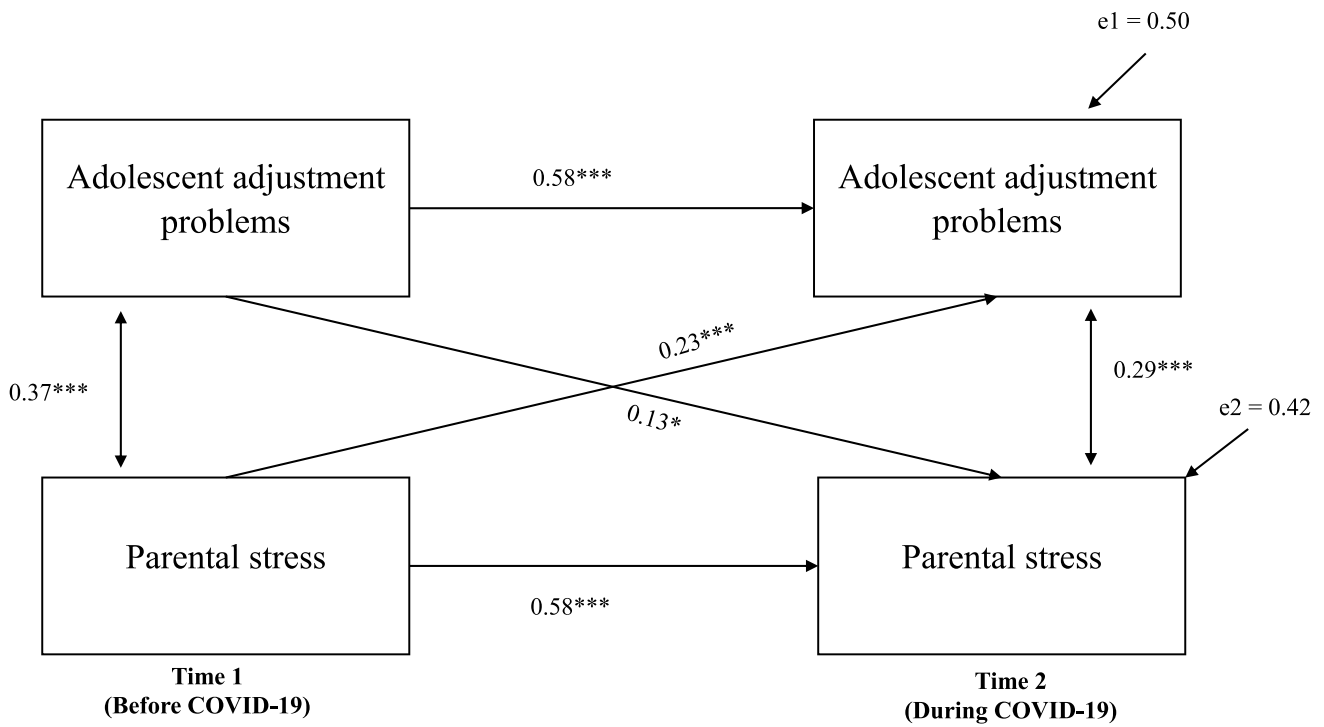 e1 = 0.50
Adolescent adjustment
problems
0.58***
Adolescent adjustment
problems
0.37***
0.23***
0.13*
0.29***
e2 = 0.42
Parental stress
0.58***
Parental stress
Time 1
(Before COVID-19)
Time 2
(During COVID-19)